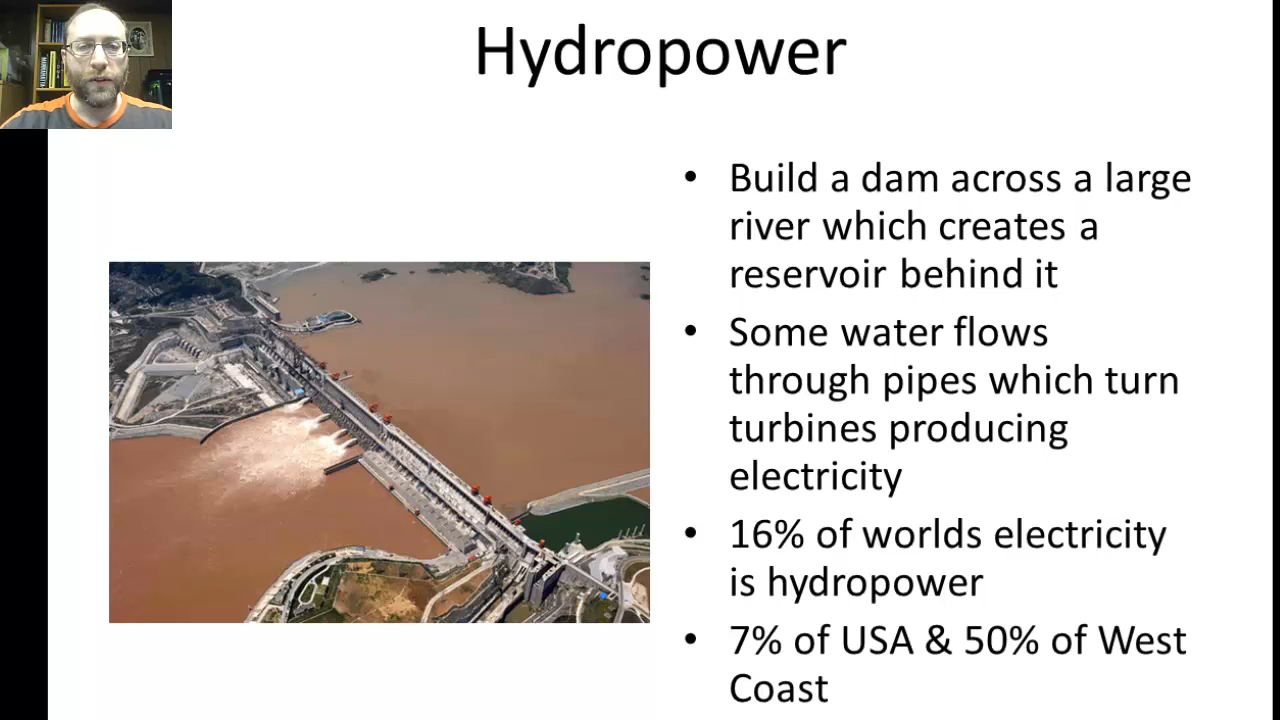 Hydropower
• Build a dam across a large
river which creates a
reservoir behind it
• Some water flows
through pipes which turn
turbines producing
electricity
• 16% of worlds electricity
is hydropower
• 7% of USA & 50% of West
Coast